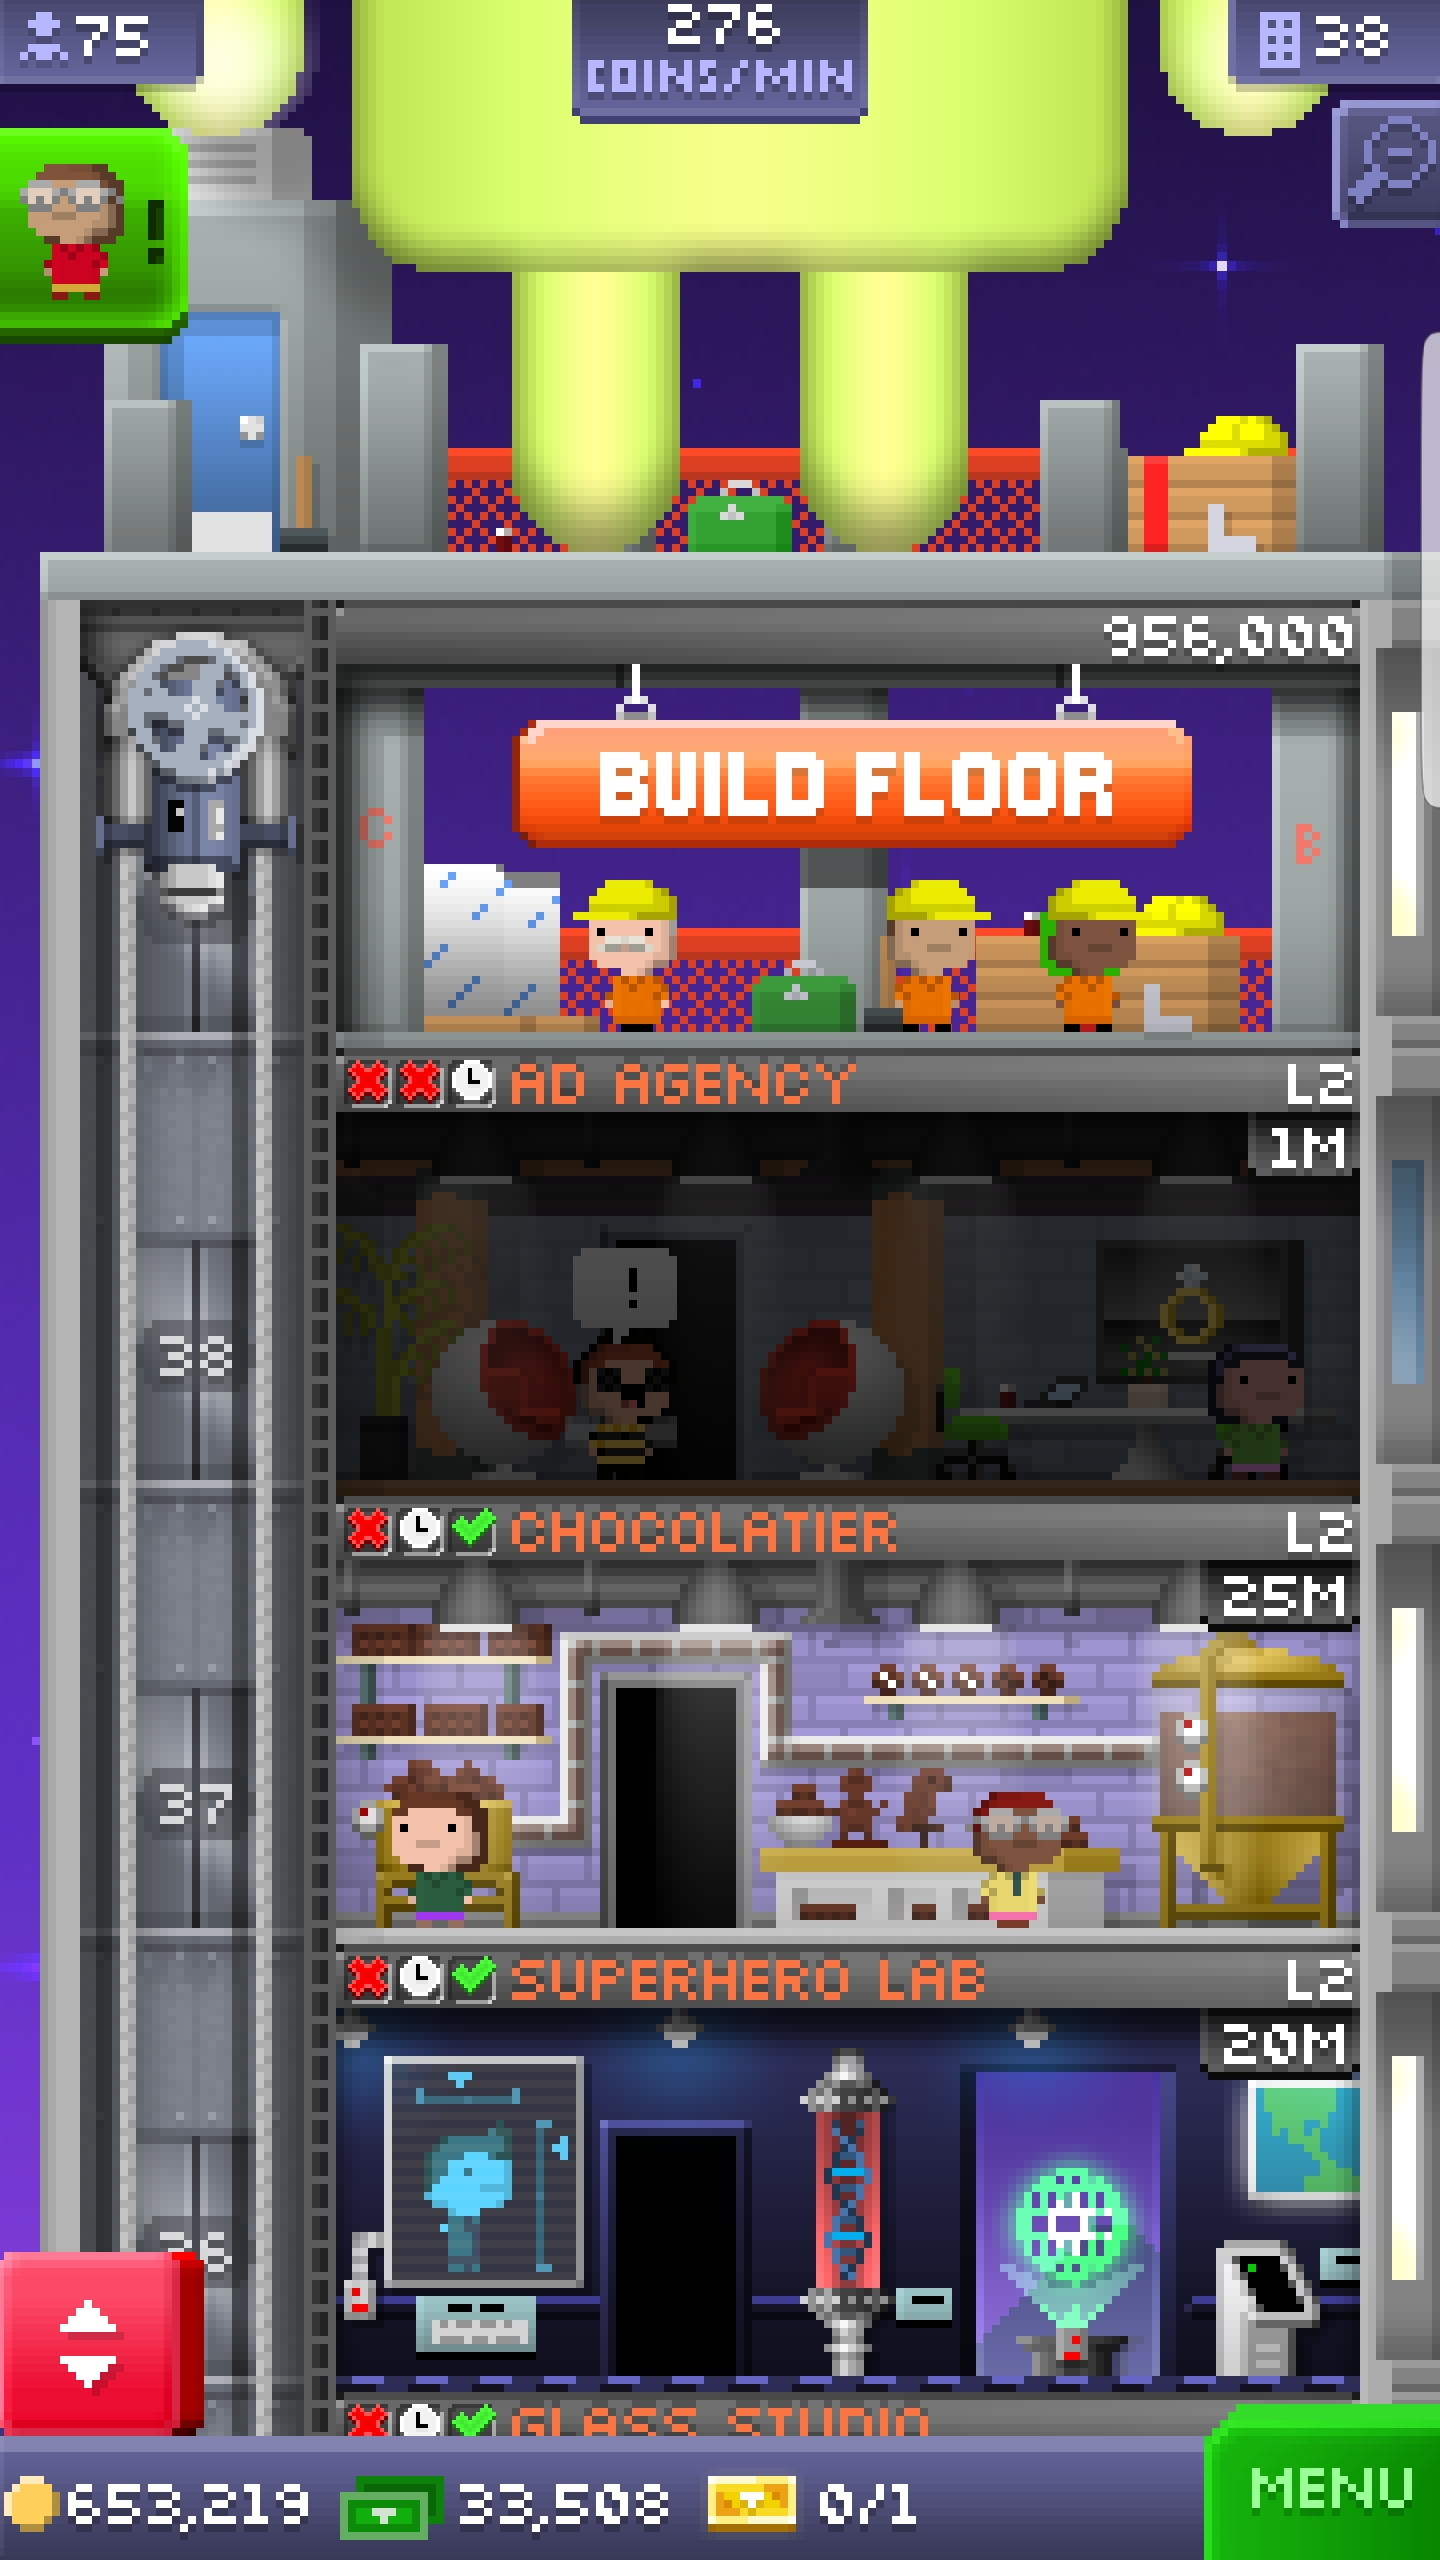 75
276
COINS/MIN
38
!
956,000
C
BUILD FLOOR
B
AD AGENCY
L2
1M
!
38
CHOCOLATIER
L2
25M
37
SUPERHERO LAB
L2
20M
36
GLASS STUDIO
653,219
33,508
0/1
MENU